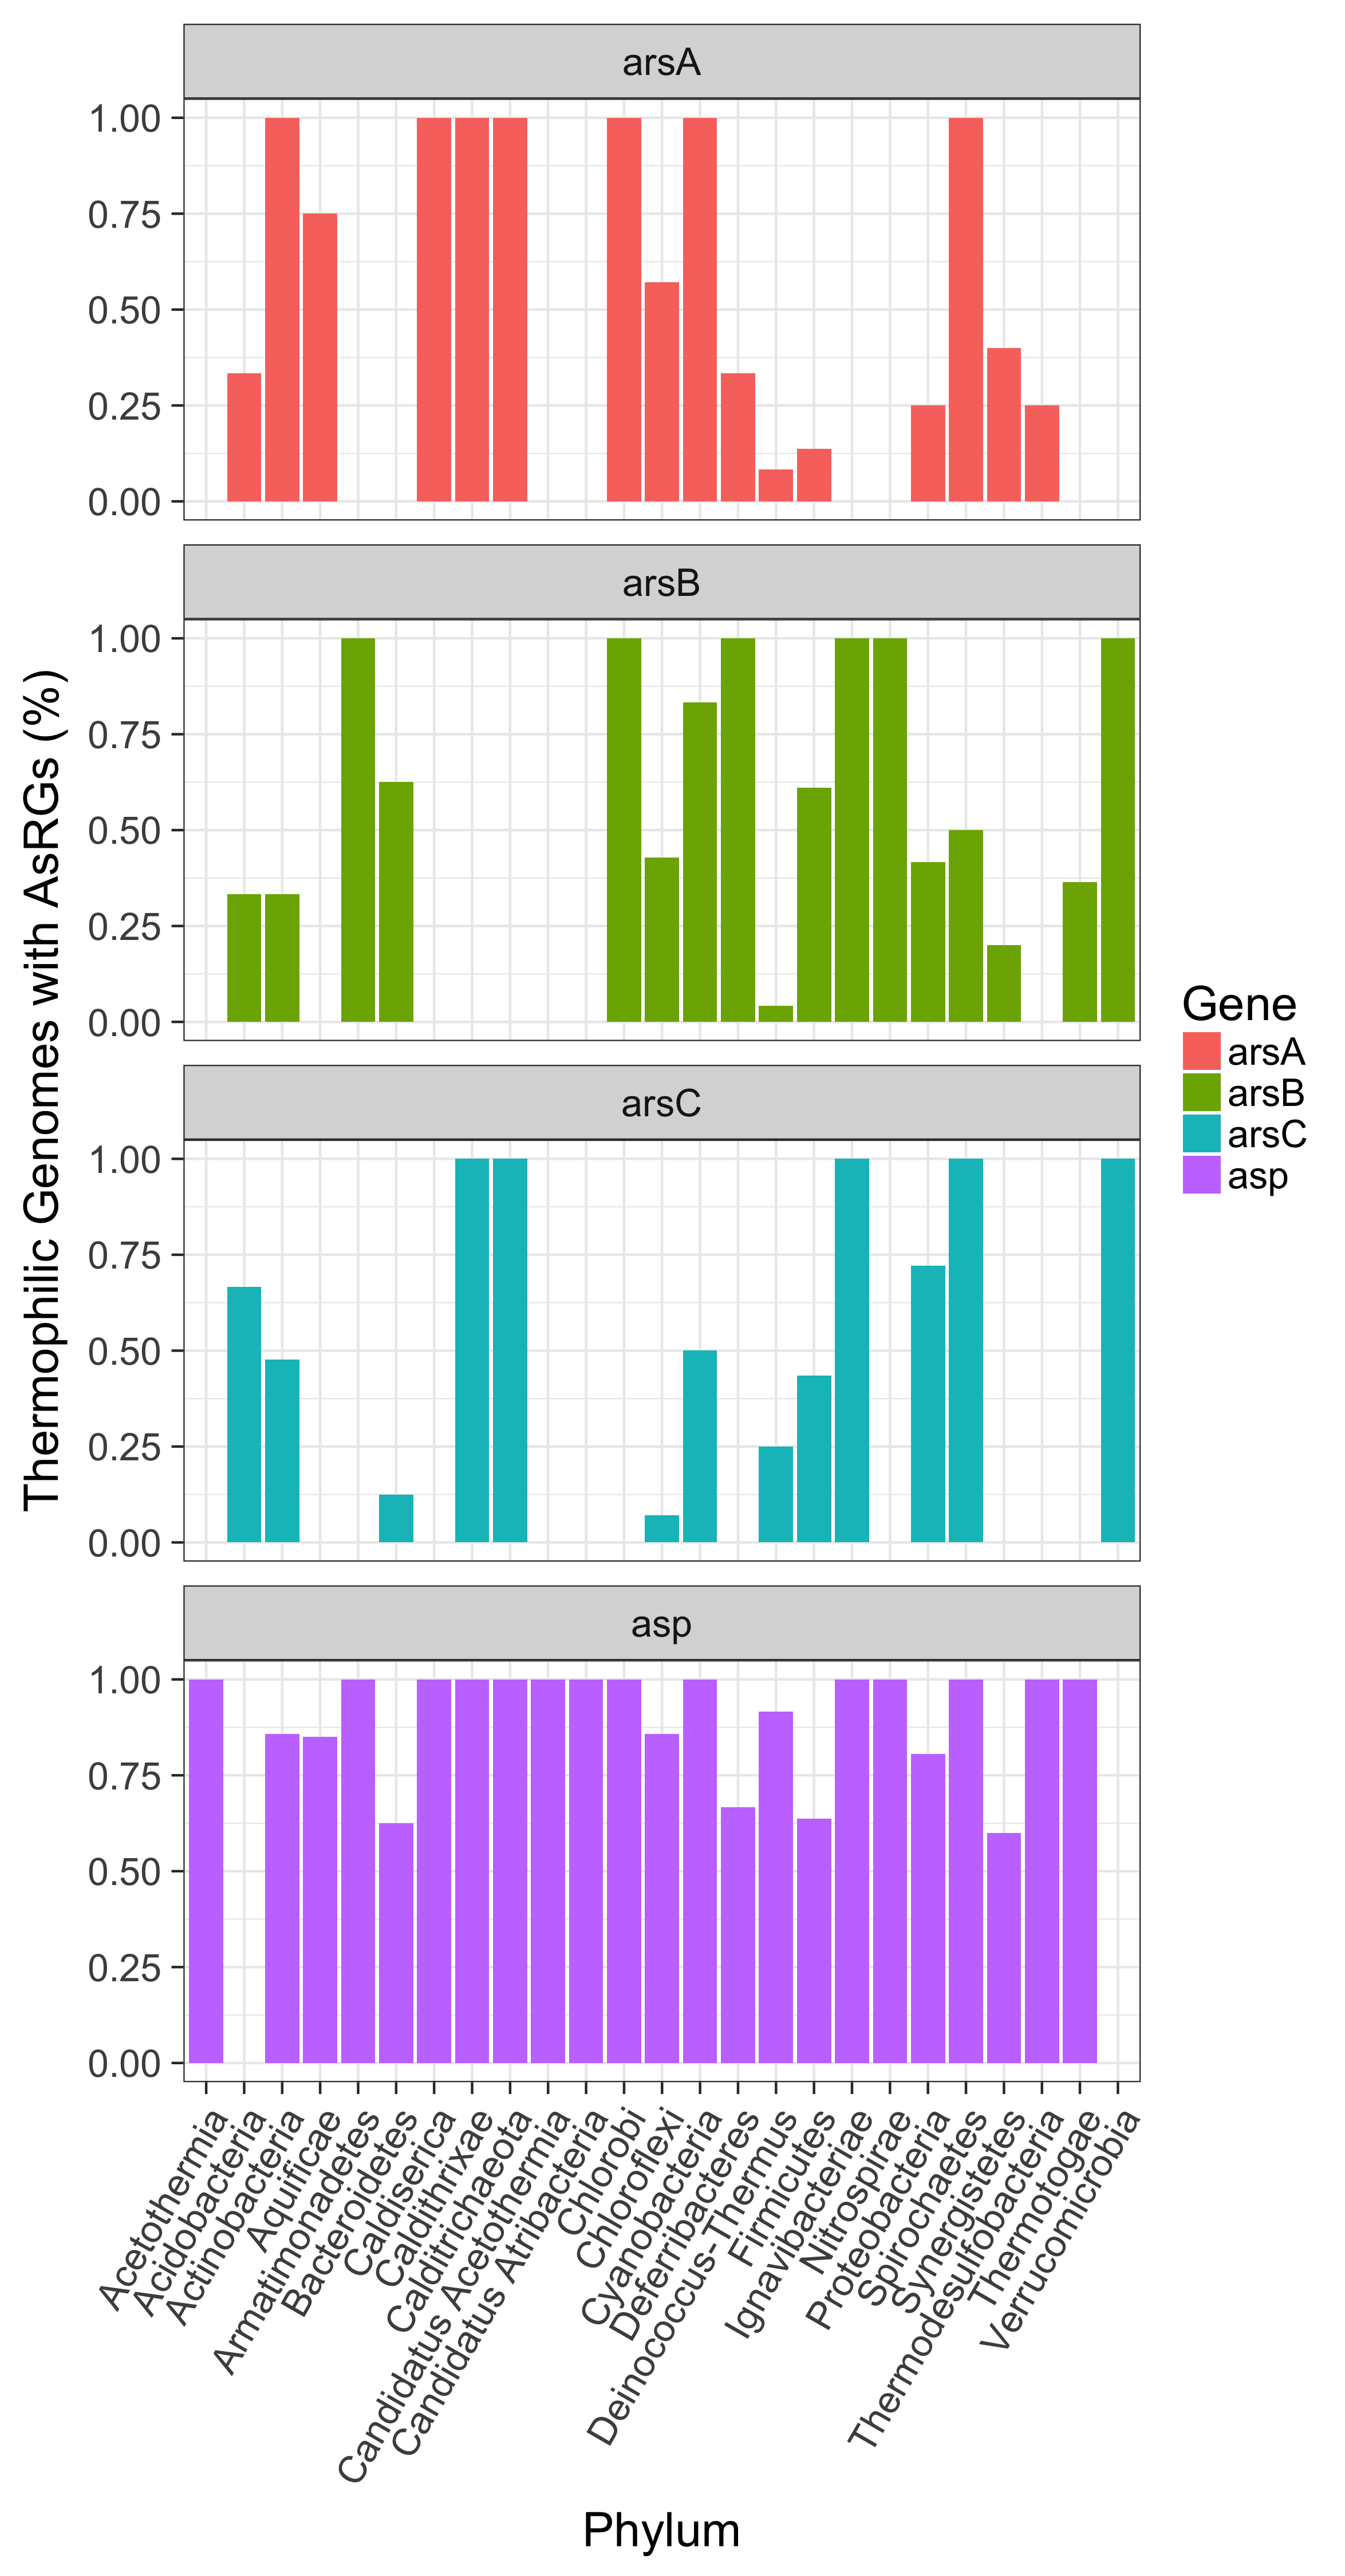 arsA
1.00
0.75
0.50
0.25
0.00
arsB
1.00
0.75
0.50
0.25
0.00
arsC
1.00
0.75
0.50
0.25
0.00
asp
1.00
0.75
0.50
0.25
0.00
Thermophilic Genomes with AsRGs (%)
Acetothermia
Acidobacteria
Actinobacteria
Aquificae
Armatimonadetes
Bacteroidetes
Caldiserica
Caldithrixae
Calditrichaeota
Candidatus Acetothermia
Candidatus Atribacteria
Chlorobi
Chloroflexi
Cyanobacteria
Deferribacteres
Deinococcus-Thermus
Firmicutes
Ignavibacteriae
Nitrospirae
Proteobacteria
Spirochaetes
Synergistetes
Thermodesulfobacteria
Thermotogae
Verrucomicrobia
Phylum
Gene
arsA
arsB
arsC
asp